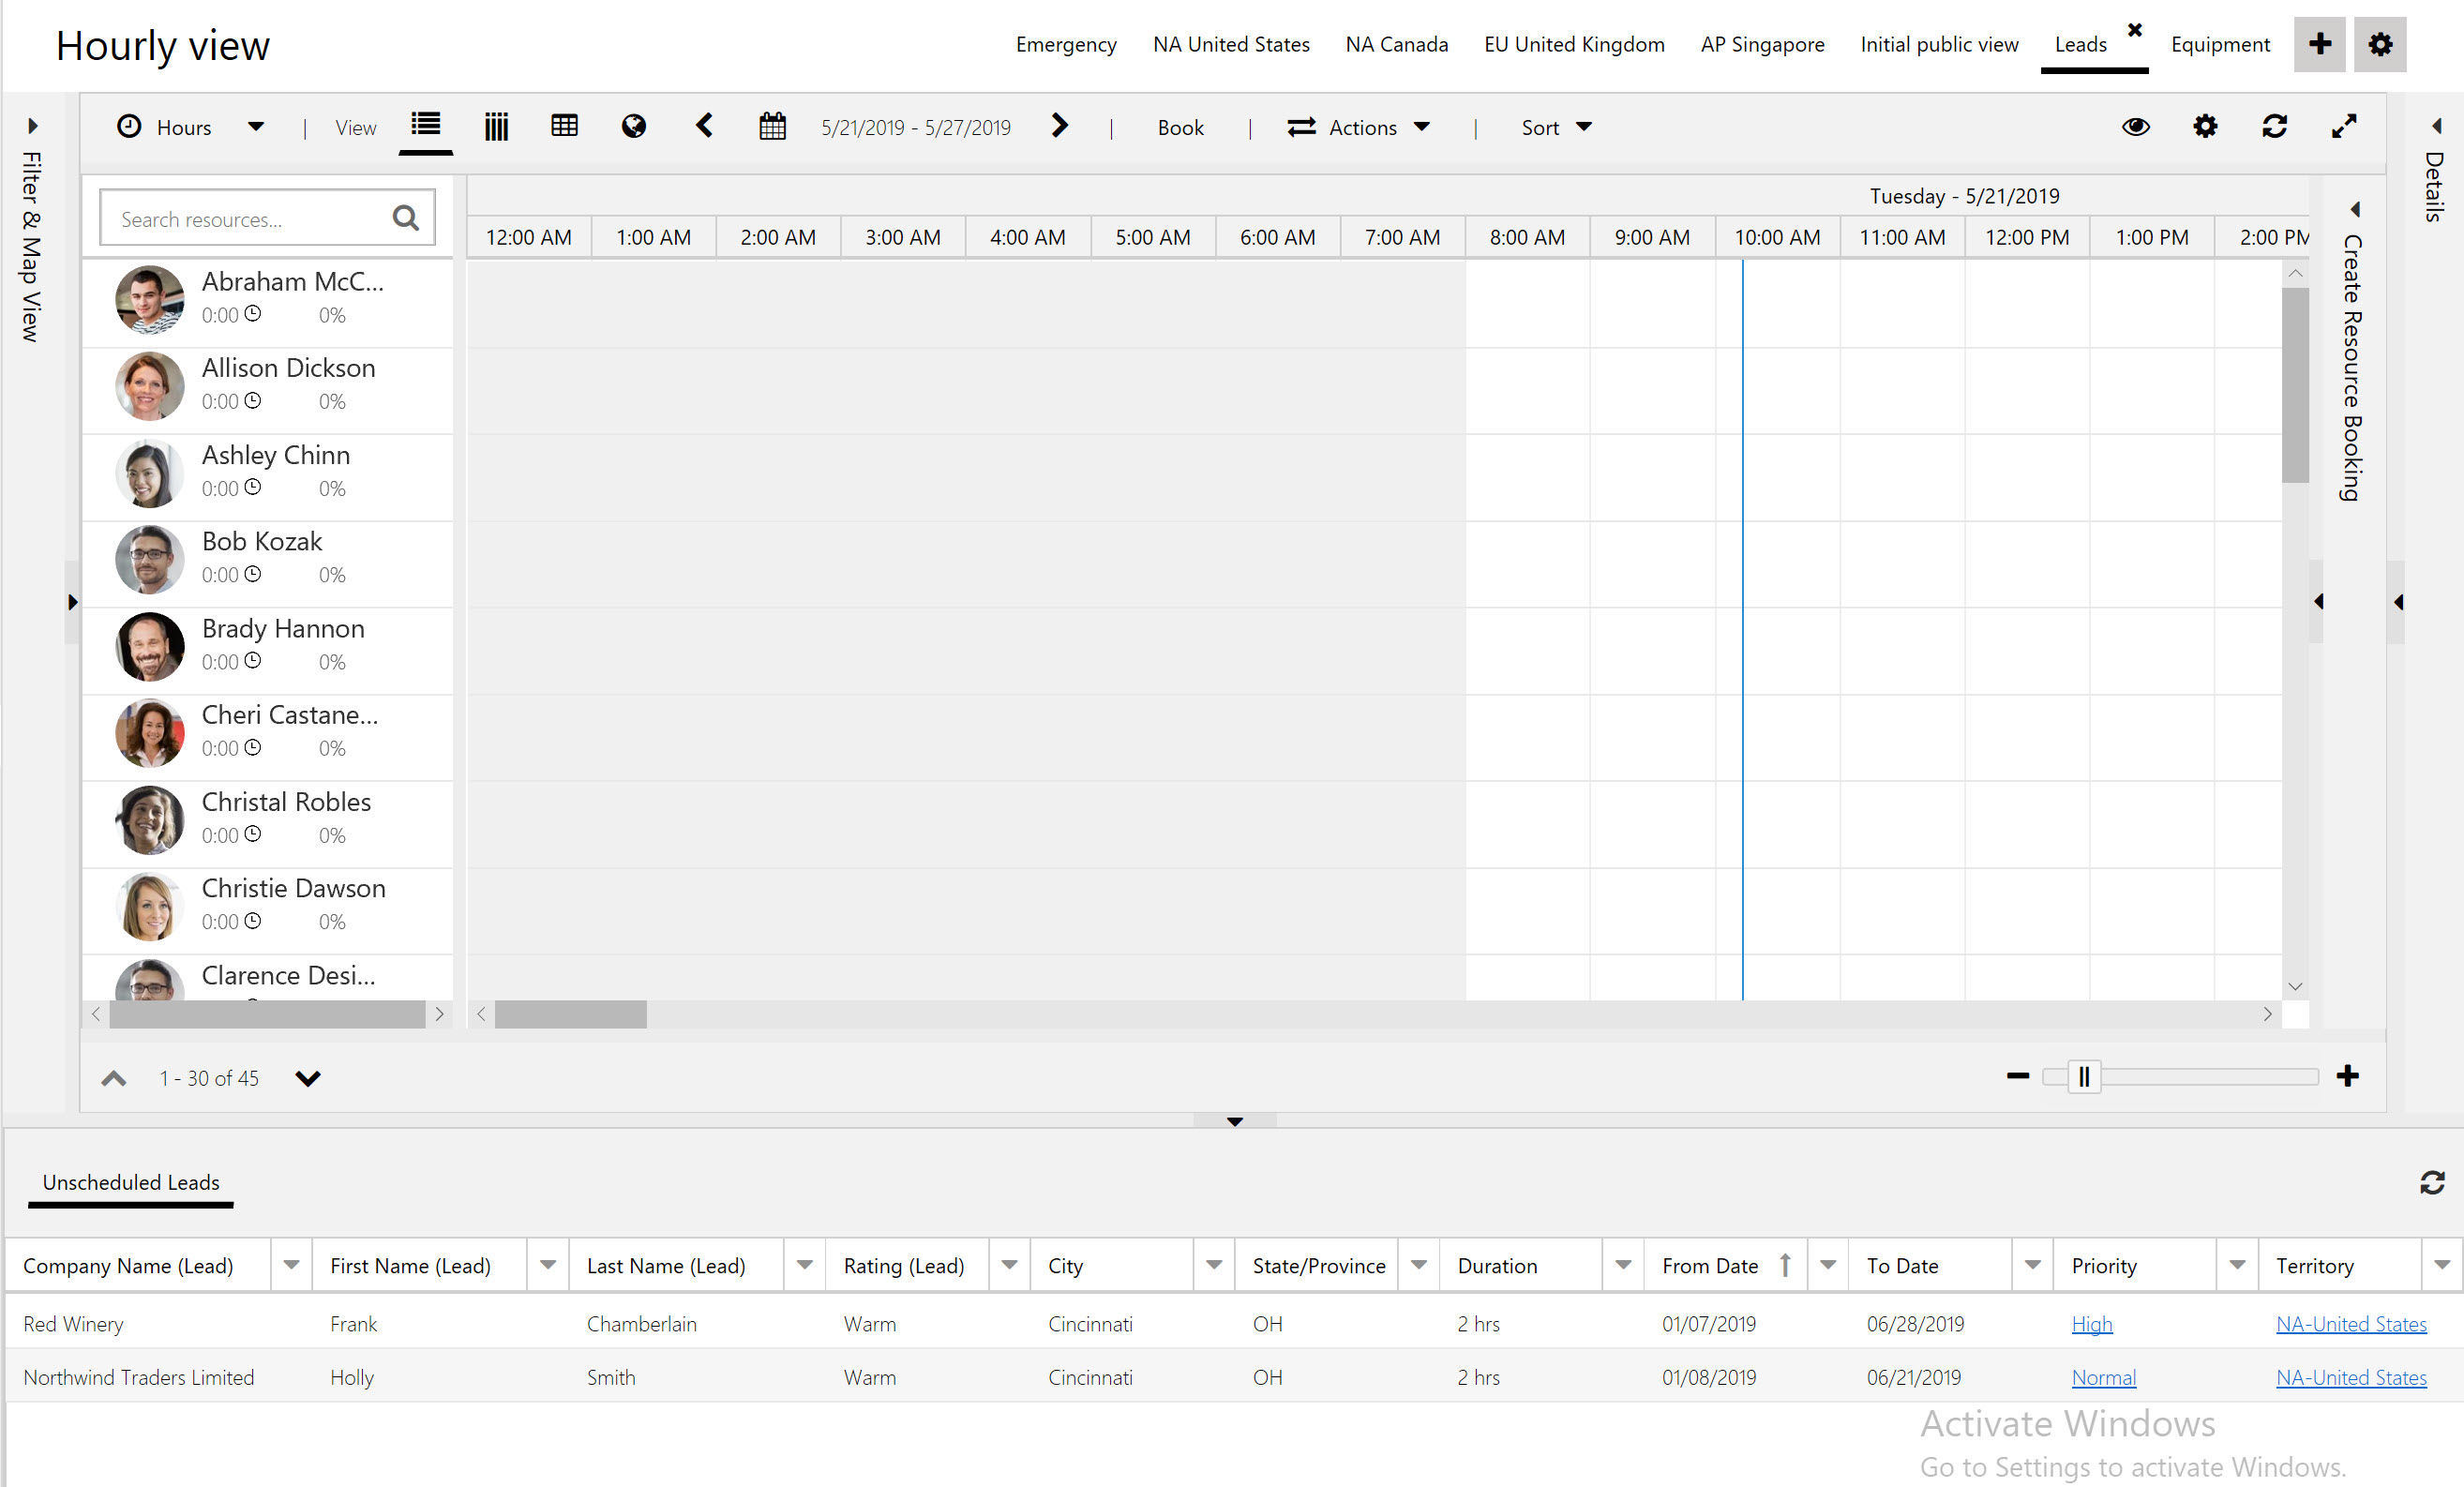 Hourly view
Emergency NA United States NA Canada EU United Kingdom AP Singapore Initial public view Leads Equipment
Filter & Map View
Hours | View 5/21/2019 - 5/27/2019 | Book | Actions | Sort
Details
Search resources...
Tuesday - 5/21/2019
12:00 AM 1:00 AM 2:00 AM 3:00 AM 4:00 AM 5:00 AM 6:00 AM 7:00 AM 8:00 AM 9:00 AM 10:00 AM 11:00 AM 12:00 PM 1:00 PM 2:00 PM
Create Resource Booking
Abraham McC...
0:00 0%
Allison Dickson
0:00 0%
Ashley Chinn
0:00 0%
Bob Kozak
0:00 0%
Brady Hannon
0:00 0%
Cheri Castane...
0:00 0%
Christal Robles
0:00 0%
Christie Dawson
0:00 0%
Clarence Desi...
1 - 30 of 45
Unscheduled Leads
Company Name (Lead) First Name (Lead) Last Name (Lead) Rating (Lead) City State/Province Duration From Date To Date Priority Territory
Red Winery Frank Chamberlain Warm Cincinnati OH 2 hrs 01/07/2019 06/28/2019 High NA-United States
Northwind Traders Limited Holly Smith Warm Cincinnati OH 2 hrs 01/08/2019 06/21/2019 Normal NA-United States
Activate Windows
Go to Settings to activate Windows.